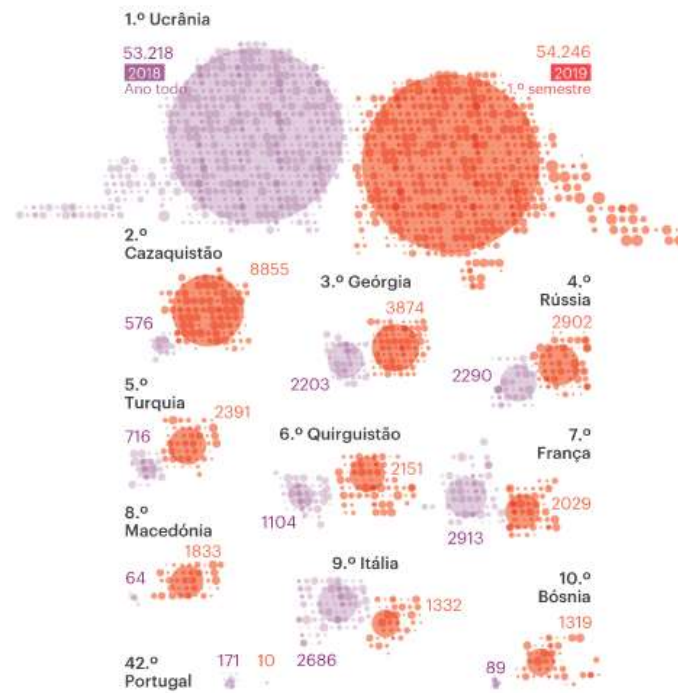 1.º Ucrânia
53.218
2018
Ano todo
54.246
2019
1.º semestre
2.º
Cazaquistão
8855
576
3.º Geórgia
3874
2203
4.º
Rússia
2902
2290
5.º
Turquia
2391
716
6.º Quirguistão
2151
1104
7.º
França
2029
2913
8.º
Macedónia
1833
64
9.º Itália
1332
2686
10.º
Bósnia
1319
89
42.º
Portugal
171
10